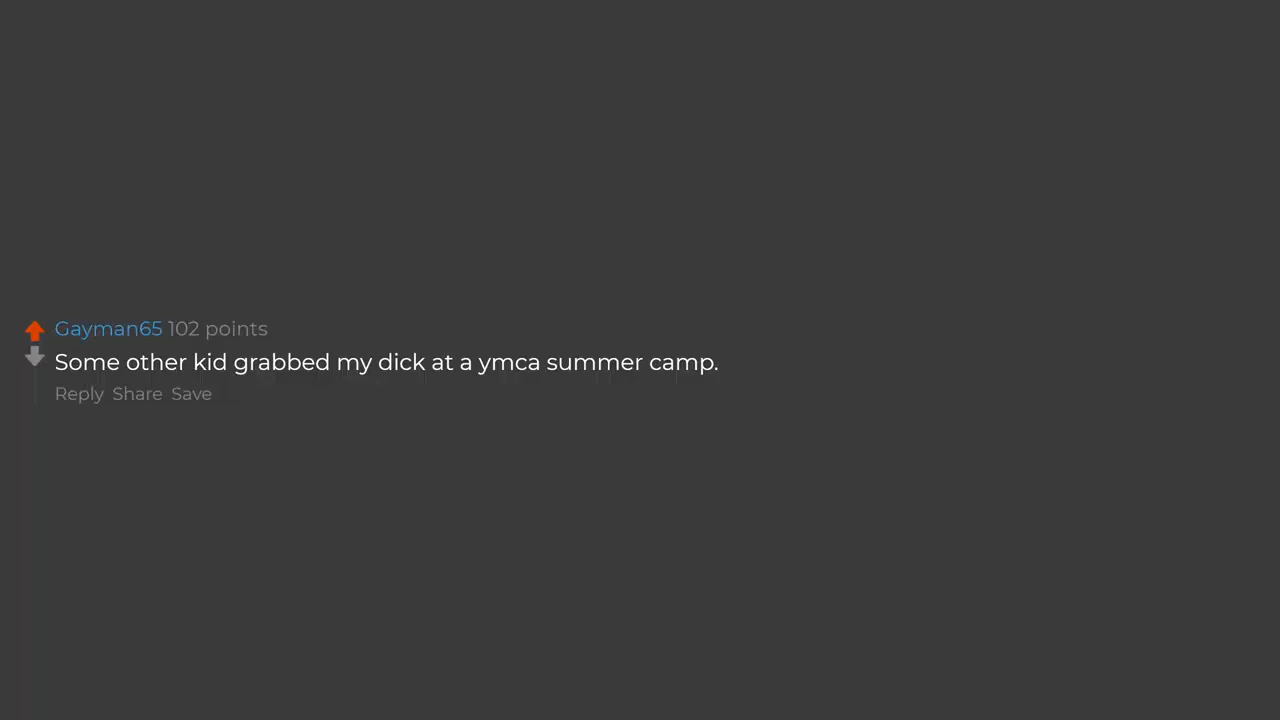 Gayman65 102 points
Some other kid grabbed my dick at a ymca summer camp.
Reply Share Save